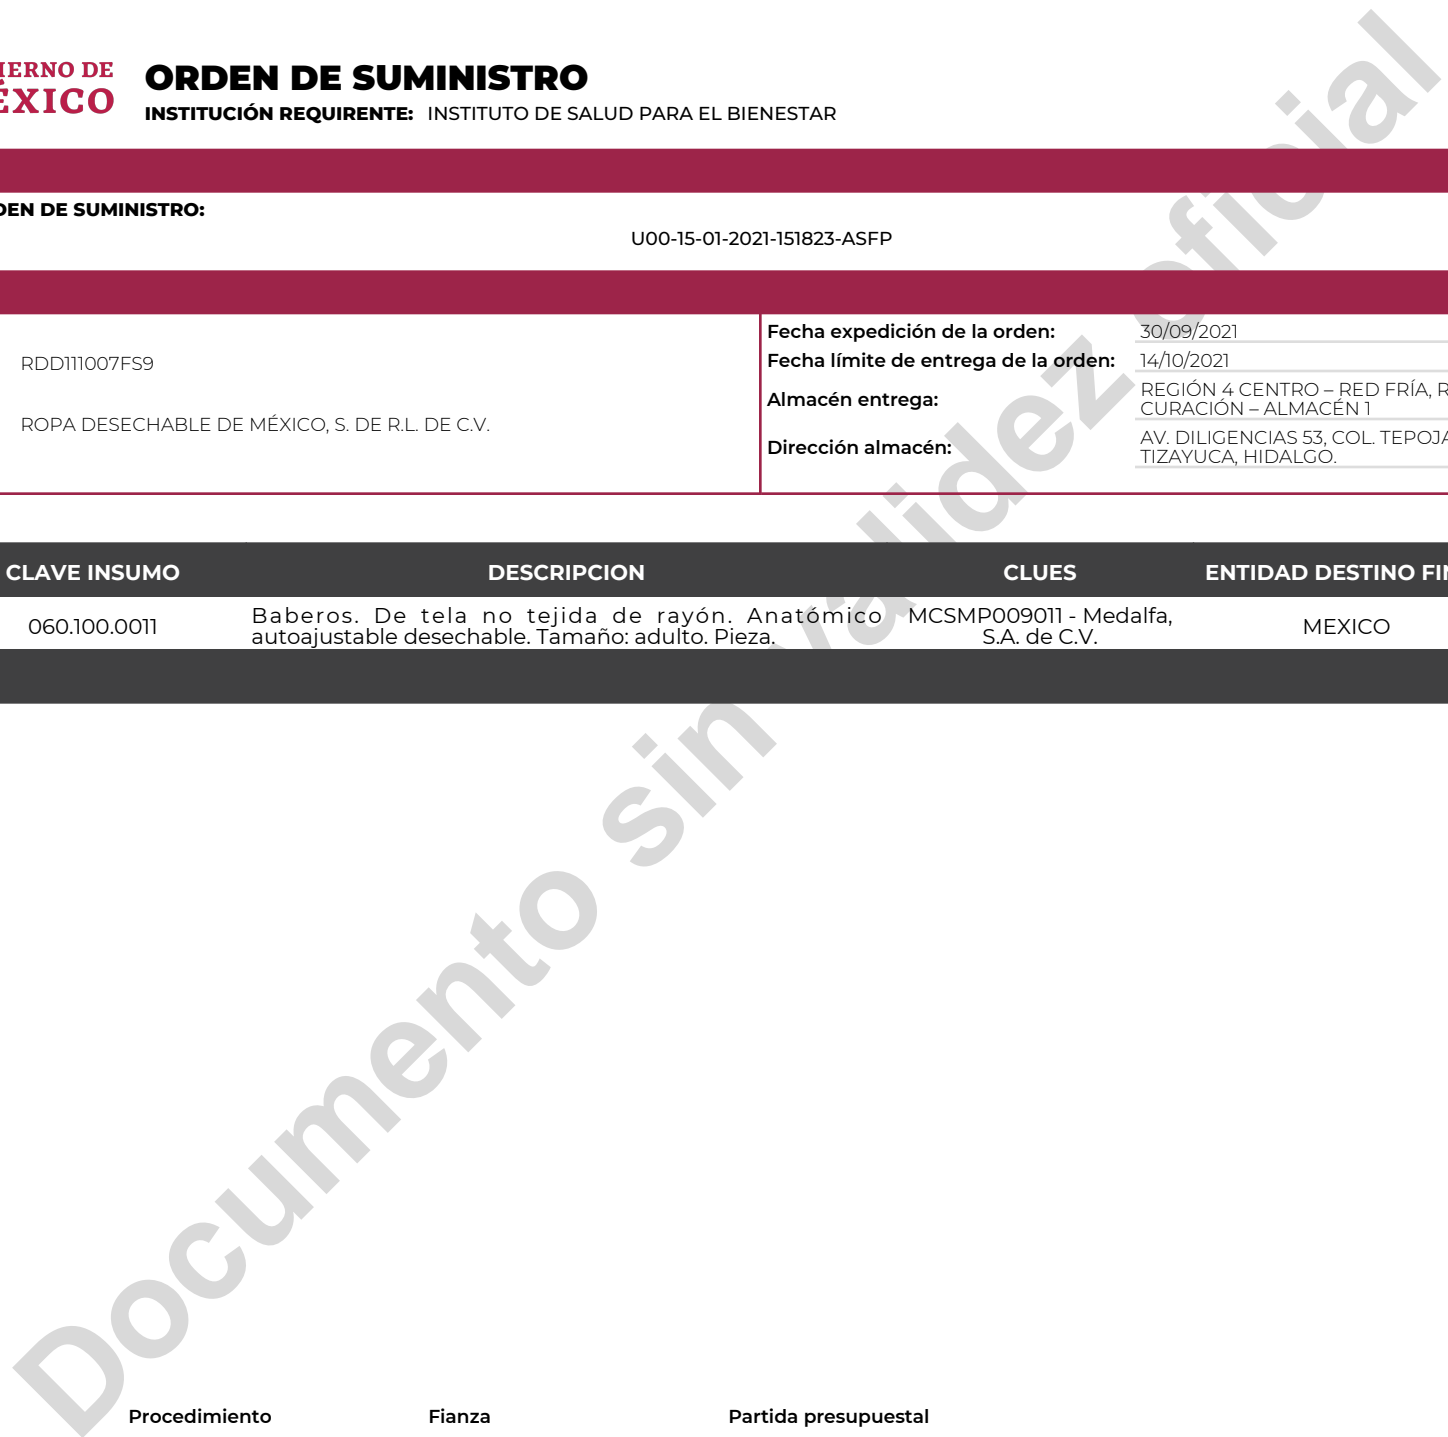 IERNO DE
ÉXICO
ORDEN DE SUMINISTRO
INSTITUCIÓN REQUIRENTE: INSTITUTO DE SALUD PARA EL BIENESTAR
DEN DE SUMINISTRO:
U00-15-01-2021-151823-ASFP
RDD111007FS9
ROPA DESECHABLE DE MÉXICO, S. DE R.L. DE C.V.
Fecha expedición de la orden: 30/09/2021
Fecha límite de entrega de la orden: 14/10/2021
Almacén entrega: REGIÓN 4 CENTRO – RED FRÍA, R
CURACIÓN – ALMACÉN 1
Dirección almacén: AV. DILIGENCIAS 53, COL. TEPOJA
TIZAYUCA, HIDALGO.
CLAVE INSUMO DESCRIPCION CLUES ENTIDAD DESTINO FIN
060.100.0011 Baberos. De tela no tejida de rayón. Anatómico MCSMP009011 - Medalfa, MEXICO
autoajustable desechable. Tamaño: adulto. Pieza. S.A. de C.V.
Documento sin validez oficial
Procedimiento Fianza Partida presupuestal